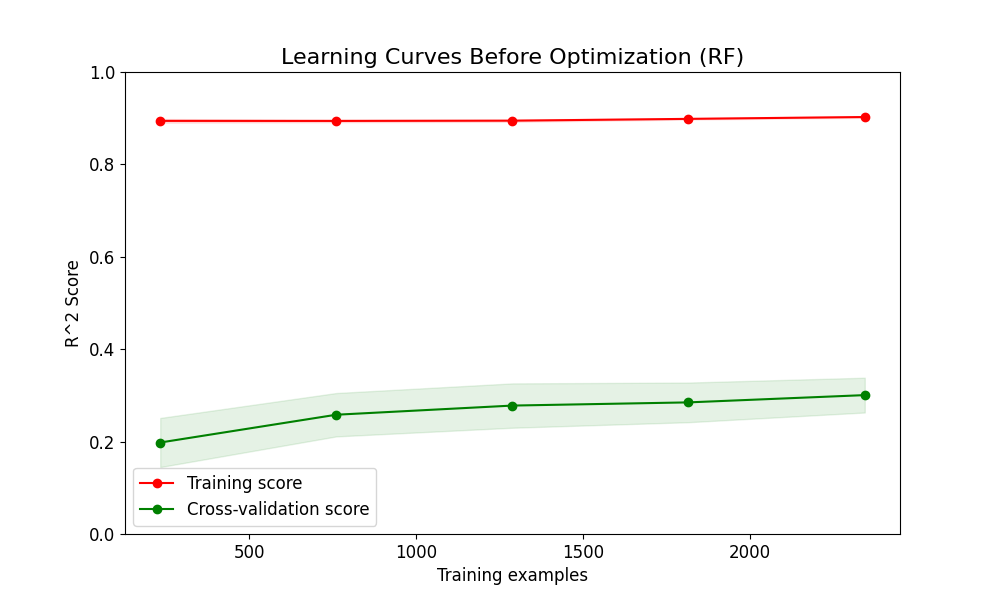 Learning Curves Before Optimization (RF)
1.0
0.8
0.6
0.4
0.2
0.0
R^2 Score
Training score
Cross-validation score
500
1000
1500
2000
Training examples